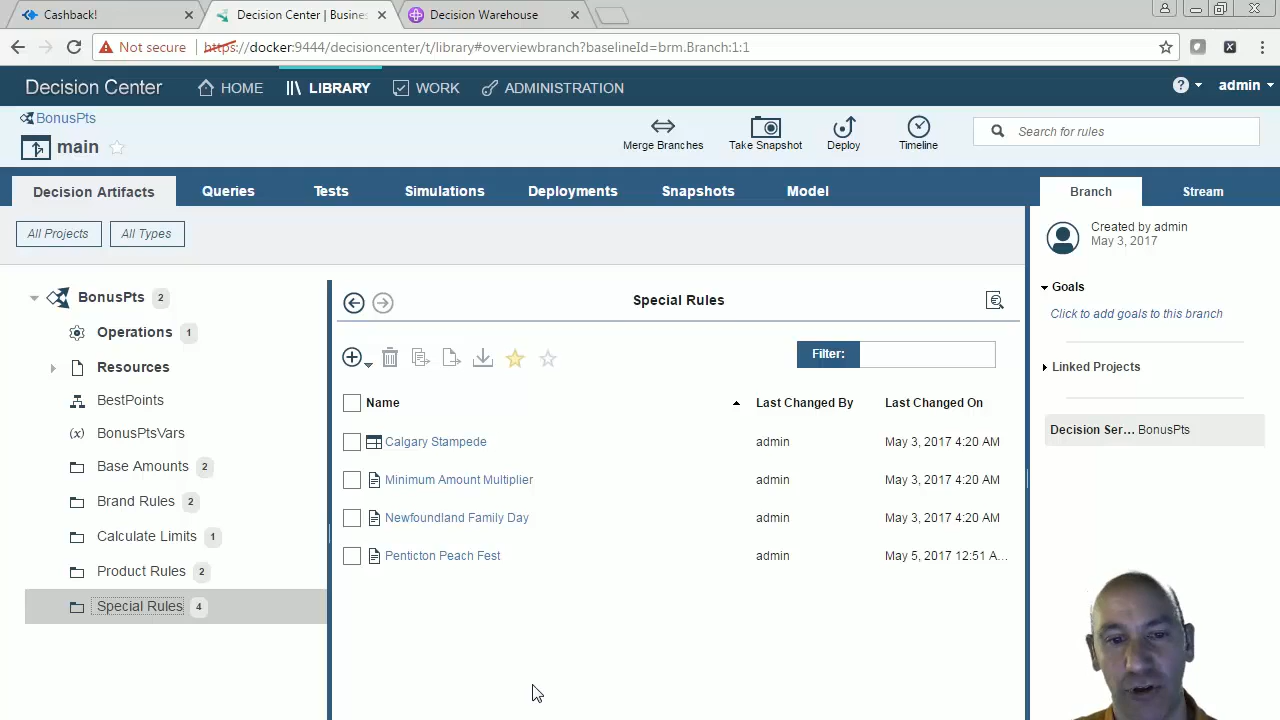 Cashback!
Decision Center | Busines
Decision Warehouse
Not secure
https://docker:9444/decisioncenter/t/library#overviewbranch?baselineId=brm.Branch:1:1
Decision Center
HOME
LIBRARY
WORK
ADMINISTRATION
admin
BonusPts
main
Merge Branches
Take Snapshot
Deploy
Timeline
Search for rules
Decision Artifacts
Queries
Tests
Simulations
Deployments
Snapshots
Model
Branch
Stream
All Projects
All Types
Created by admin
May 3, 2017
Goals
Click to add goals to this branch
Linked Projects
Decision Ser... BonusPts
BonusPts 2
Operations 1
Resources
BestPoints
BonusPtsVars
Base Amounts 2
Brand Rules 2
Calculate Limits 1
Product Rules 2
Special Rules 4
Special Rules
Filter:
Name Last Changed By Last Changed On
Calgary Stampede admin May 3, 2017 4:20 AM
Minimum Amount Multiplier admin May 3, 2017 4:20 AM
Newfoundland Family Day admin May 3, 2017 4:20 AM
Penticton Peach Fest admin May 5, 2017 12:51 A...